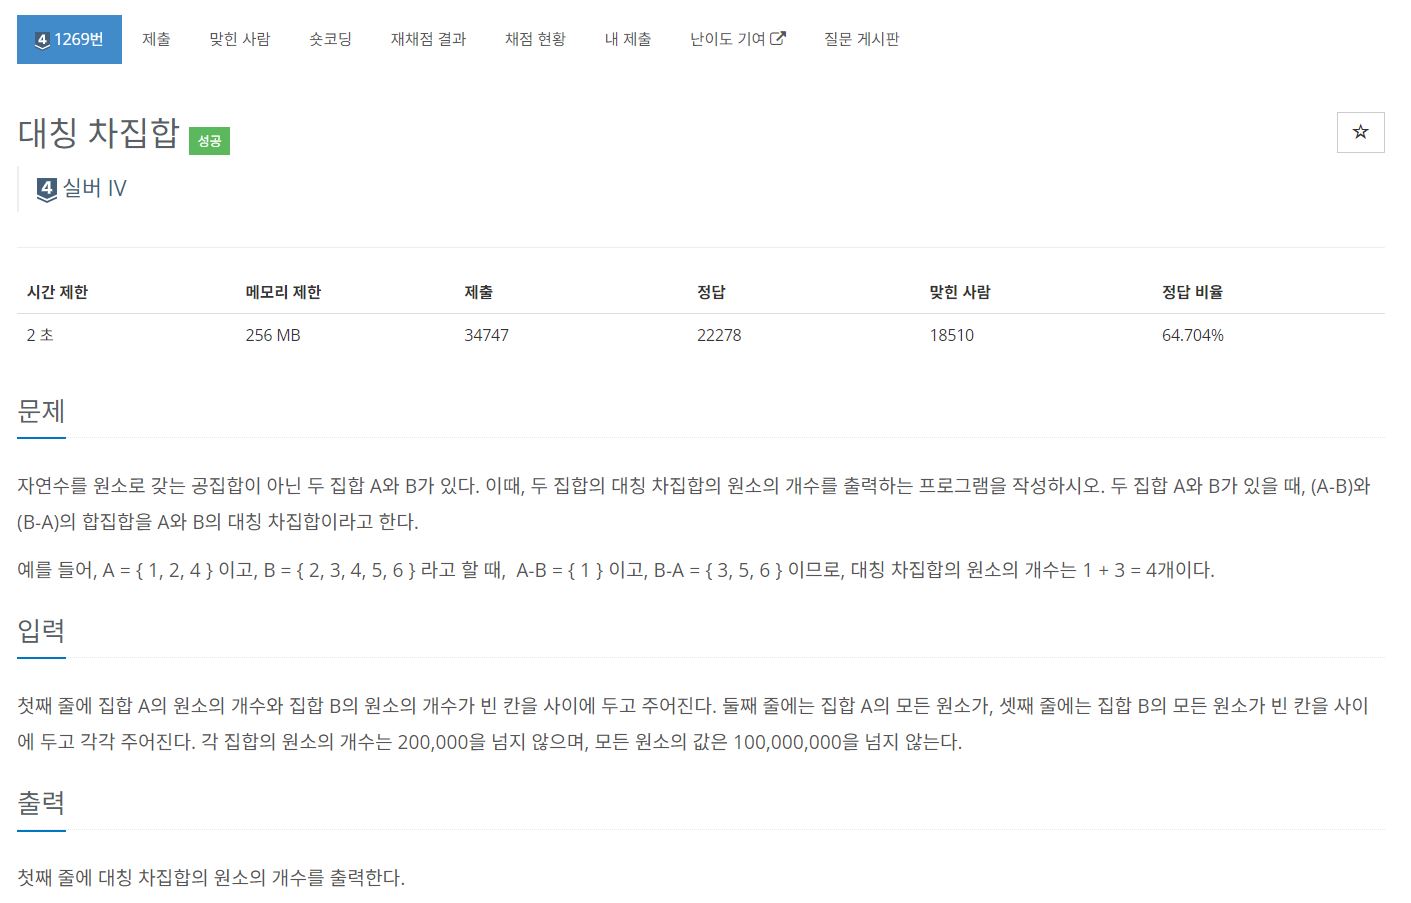 4 1269번 제출 맞힌 사람 숏코딩 재채점 결과 채점 현황 내 제출 난이도 기여 질문 게시판
대칭 차집합 성공
4 실버 IV
시간 제한 메모리 제한 제출 정답 맞힌 사람 정답 비율
2 초 256 MB 34747 22278 18510 64.704%
문제
자연수를 원소로 갖는 공집합이 아닌 두 집합 A와 B가 있다. 이때, 두 집합의 대칭 차집합의 원소의 개수를 출력하는 프로그램을 작성하시오. 두 집합 A와 B가 있을 때, (A-B)와
(B-A)의 합집합을 A와 B의 대칭 차집합이라고 한다.
예를 들어, A = { 1, 2, 4 } 이고, B = { 2, 3, 4, 5, 6 } 라고 할 때,  A-B = { 1 } 이고, B-A = { 3, 5, 6 } 이므로, 대칭 차집합의 원소의 개수는 1 + 3 = 4개이다.
입력
첫째 줄에 집합 A의 원소의 개수와 집합 B의 원소의 개수가 빈 칸을 사이에 두고 주어진다. 둘째 줄에는 집합 A의 모든 원소가, 셋째 줄에는 집합 B의 모든 원소가 빈 칸을 사이
에 두고 각각 주어진다. 각 집합의 원소의 개수는 200,000을 넘지 않으며, 모든 원소의 값은 100,000,000을 넘지 않는다.
출력
첫째 줄에 대칭 차집합의 원소의 개수를 출력한다.